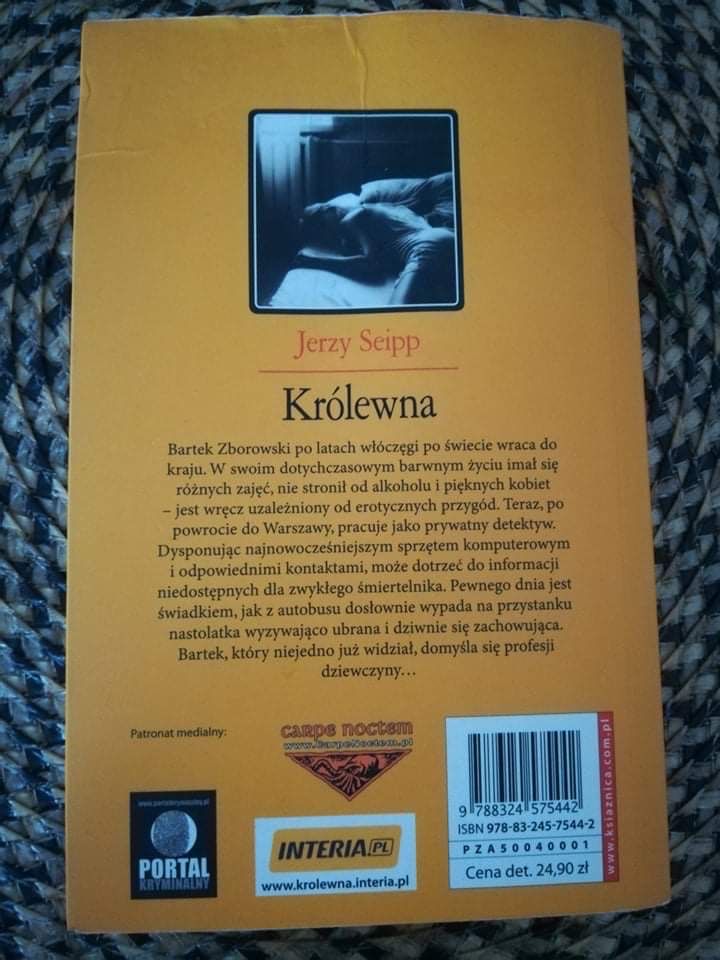 Jerzy Seipp
Królewna
Bartek Zborowski po latach włóczęgi po świecie wraca do
kraju. W swoim dotychczasowym barwnym życiu imał się
różnych zajęć, nie stronił od alkoholu i pięknych kobiet
– jest wręcz uzależniony od erotycznych przygód. Teraz, po
powrocie do Warszawy, pracuje jako prywatny detektyw.
Dysponując najnowocześniejszym sprzętem komputerowym
i odpowiednimi kontaktami, może dotrzeć do informacji
niedostępnych dla zwykłego śmiertelnika. Pewnego dnia jest
świadkiem, jak z autobusu dosłownie wypada na przystanku
nastolatka wyzywająco ubrana i dziwnie się zachowująca.
Bartek, który niejedno już widział, domyśla się profesji
dziewczyny…
Patronat medialny:
carpe noctem
www.CarpeNoctem.pl
www.portalkryminalny.pl
PORTAL
KRYMINALNY
INTERIA.PL
www.krolewna.interia.pl
9 788324 575442
ISBN 978-83-245-7544-2
PZA50040001
Cena det. 24,90 zł
www.ksiaznica.com.pl